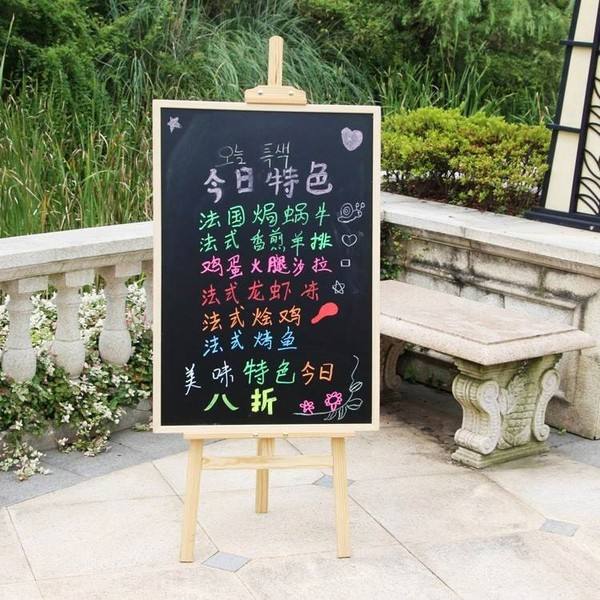 오늘 특색
今日特色
法国焗蜗牛
法式香煎羊排
鸡蛋火腿沙拉
法式龙虾冻
法式烩鸡
法式烤鱼
美味特色今日
八折